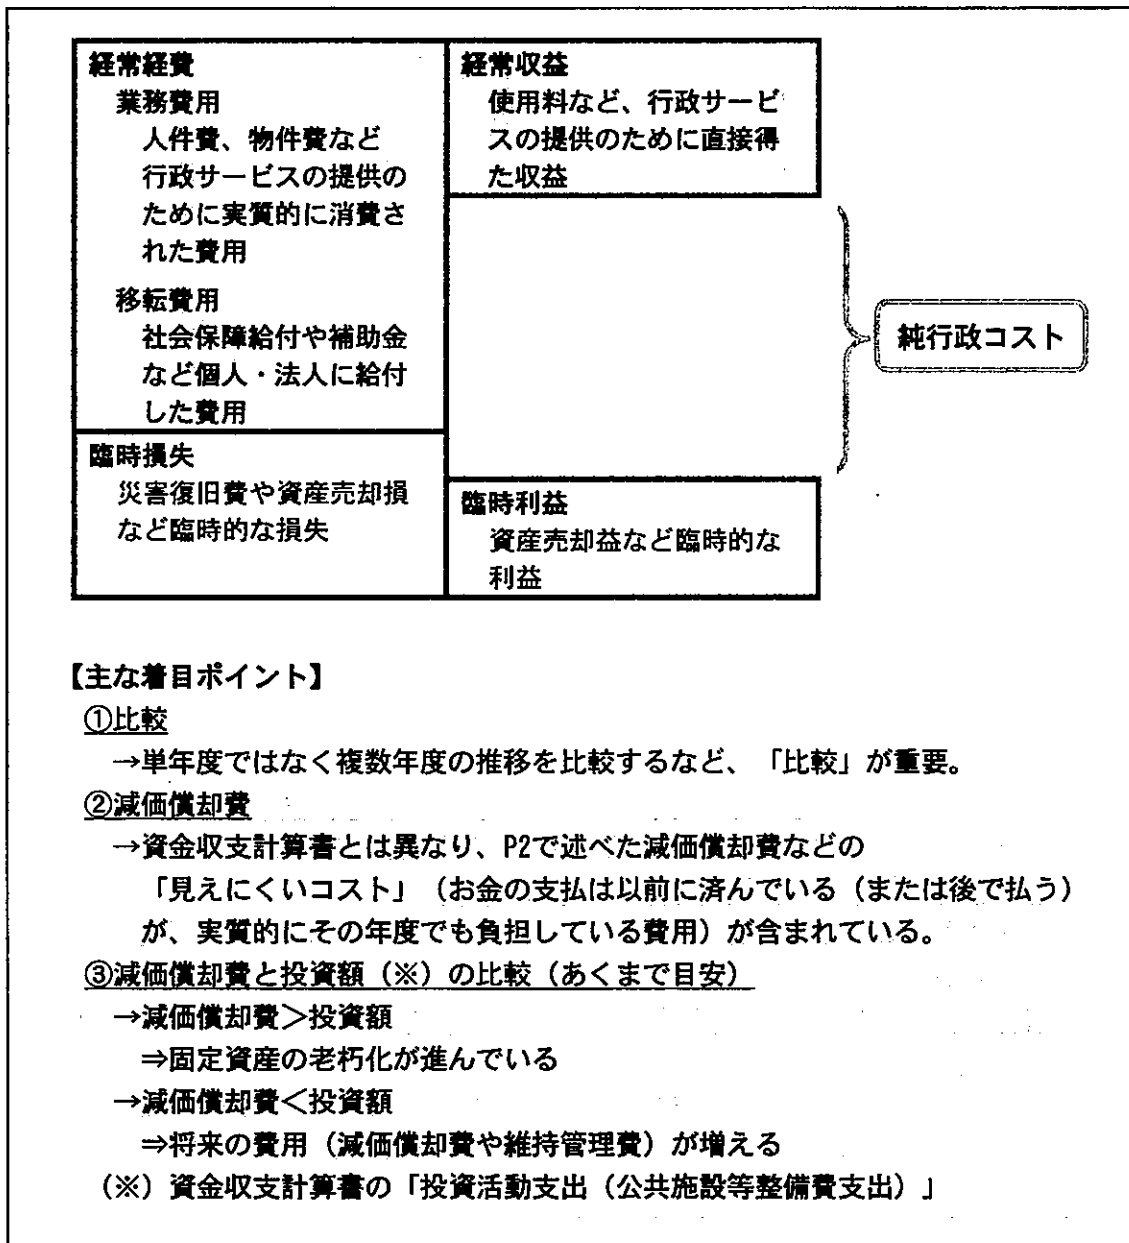 経常経費
業務費用
人件費、物件費など
行政サービスの提供の
ために実質的に消費さ
れた費用
移転費用
社会保障給付や補助金
など個人・法人に給付
した費用
臨時損失
災害復旧費や資産売却損
など臨時的な損失
経常収益
使用料など、行政サービ
スの提供のために直接得
た収益
臨時利益
資産売却益など臨時的な
利益
純行政コスト
【主な着目ポイント】
①比較
→単年度ではなく複数年度の推移を比較するなど、「比較」が重要。
②減価償却費
→資金収支計算書とは異なり、P2で述べた減価償却費などの
「見えにくいコスト」（お金の支払は以前に済んでいる（または後で払う）
が、実質的にその年度でも負担している費用）が含まれている。
③減価償却費と投資額（※）の比較（あくまで目安）
→減価償却費＞投資額
⇒固定資産の老朽化が進んでいる
→減価償却費＜投資額
⇒将来の費用（減価償却費や維持管理費）が増える
（※）資金収支計算書の「投資活動支出（公共施設等整備費支出）」